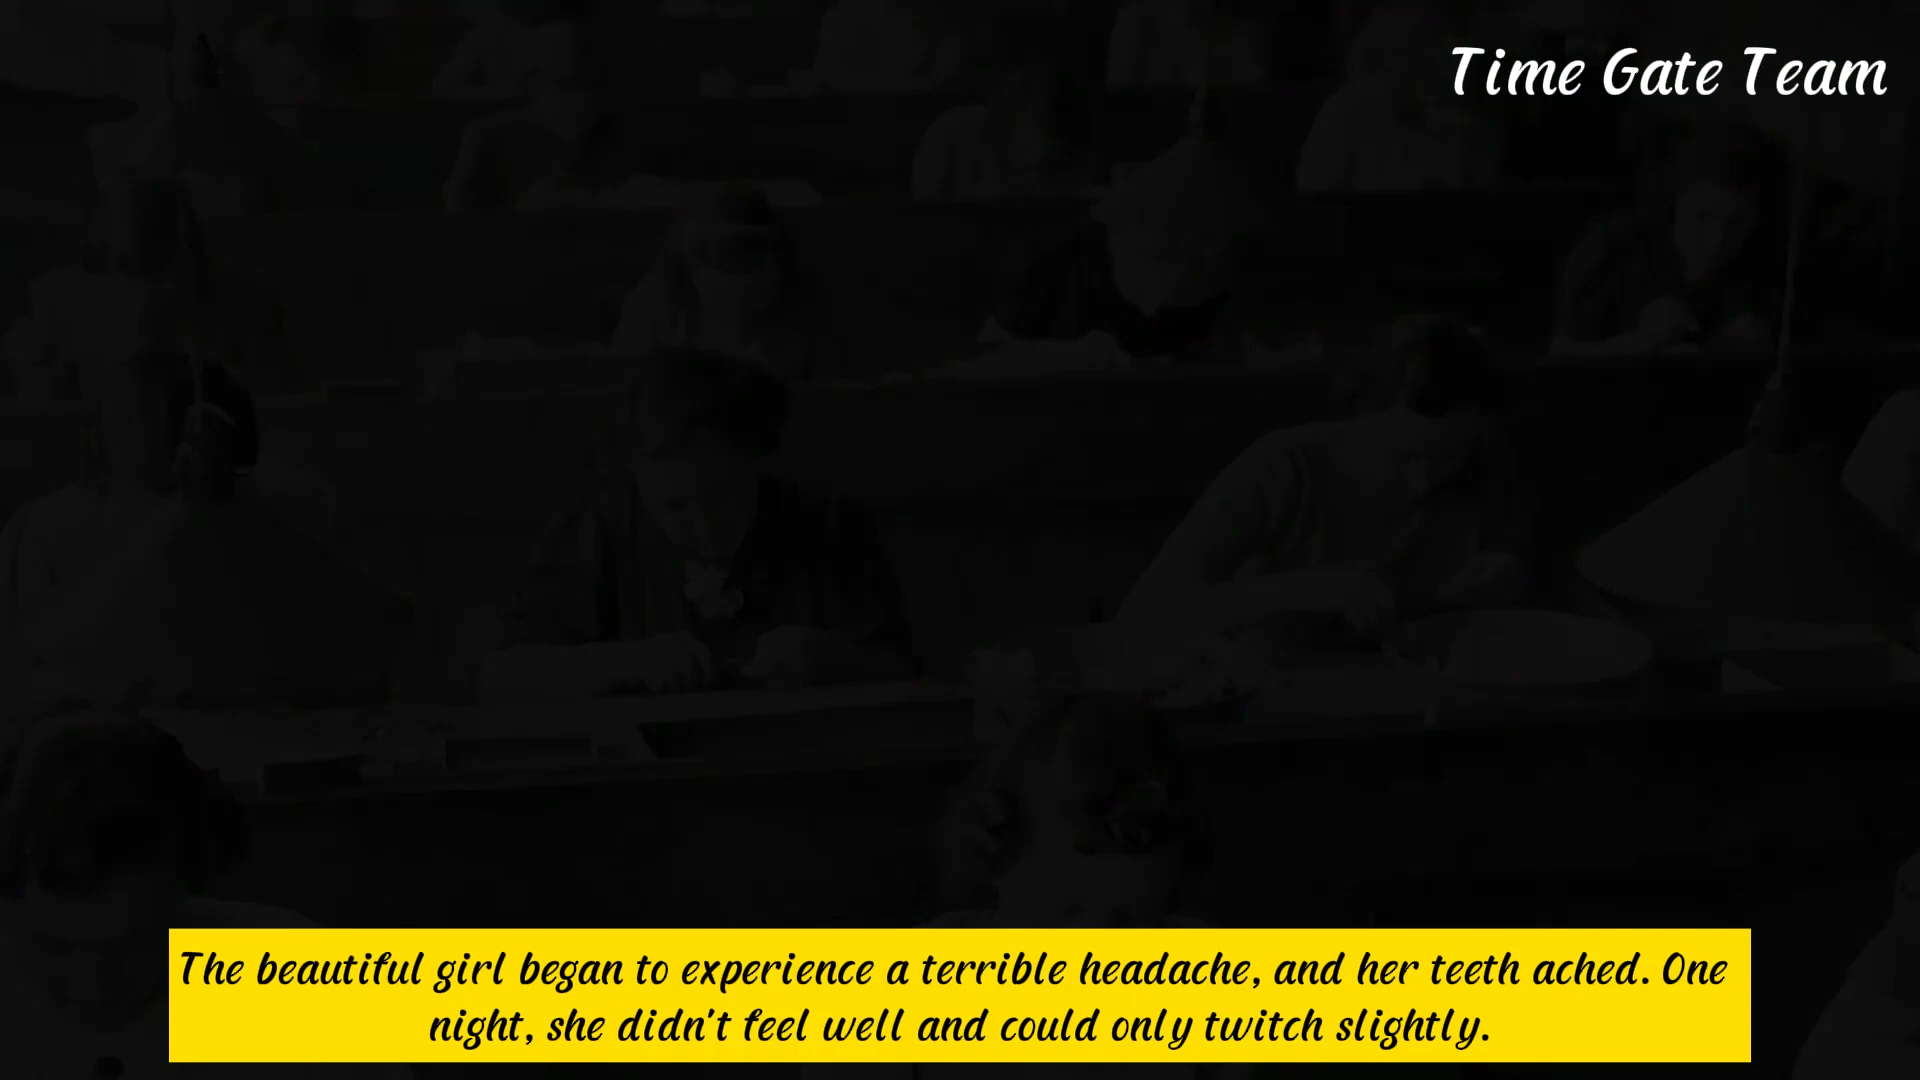 Time Gate Team
The beautiful girl began to experience a terrible headache, and her teeth ached. One
night, she didn't feel well and could only twitch slightly.